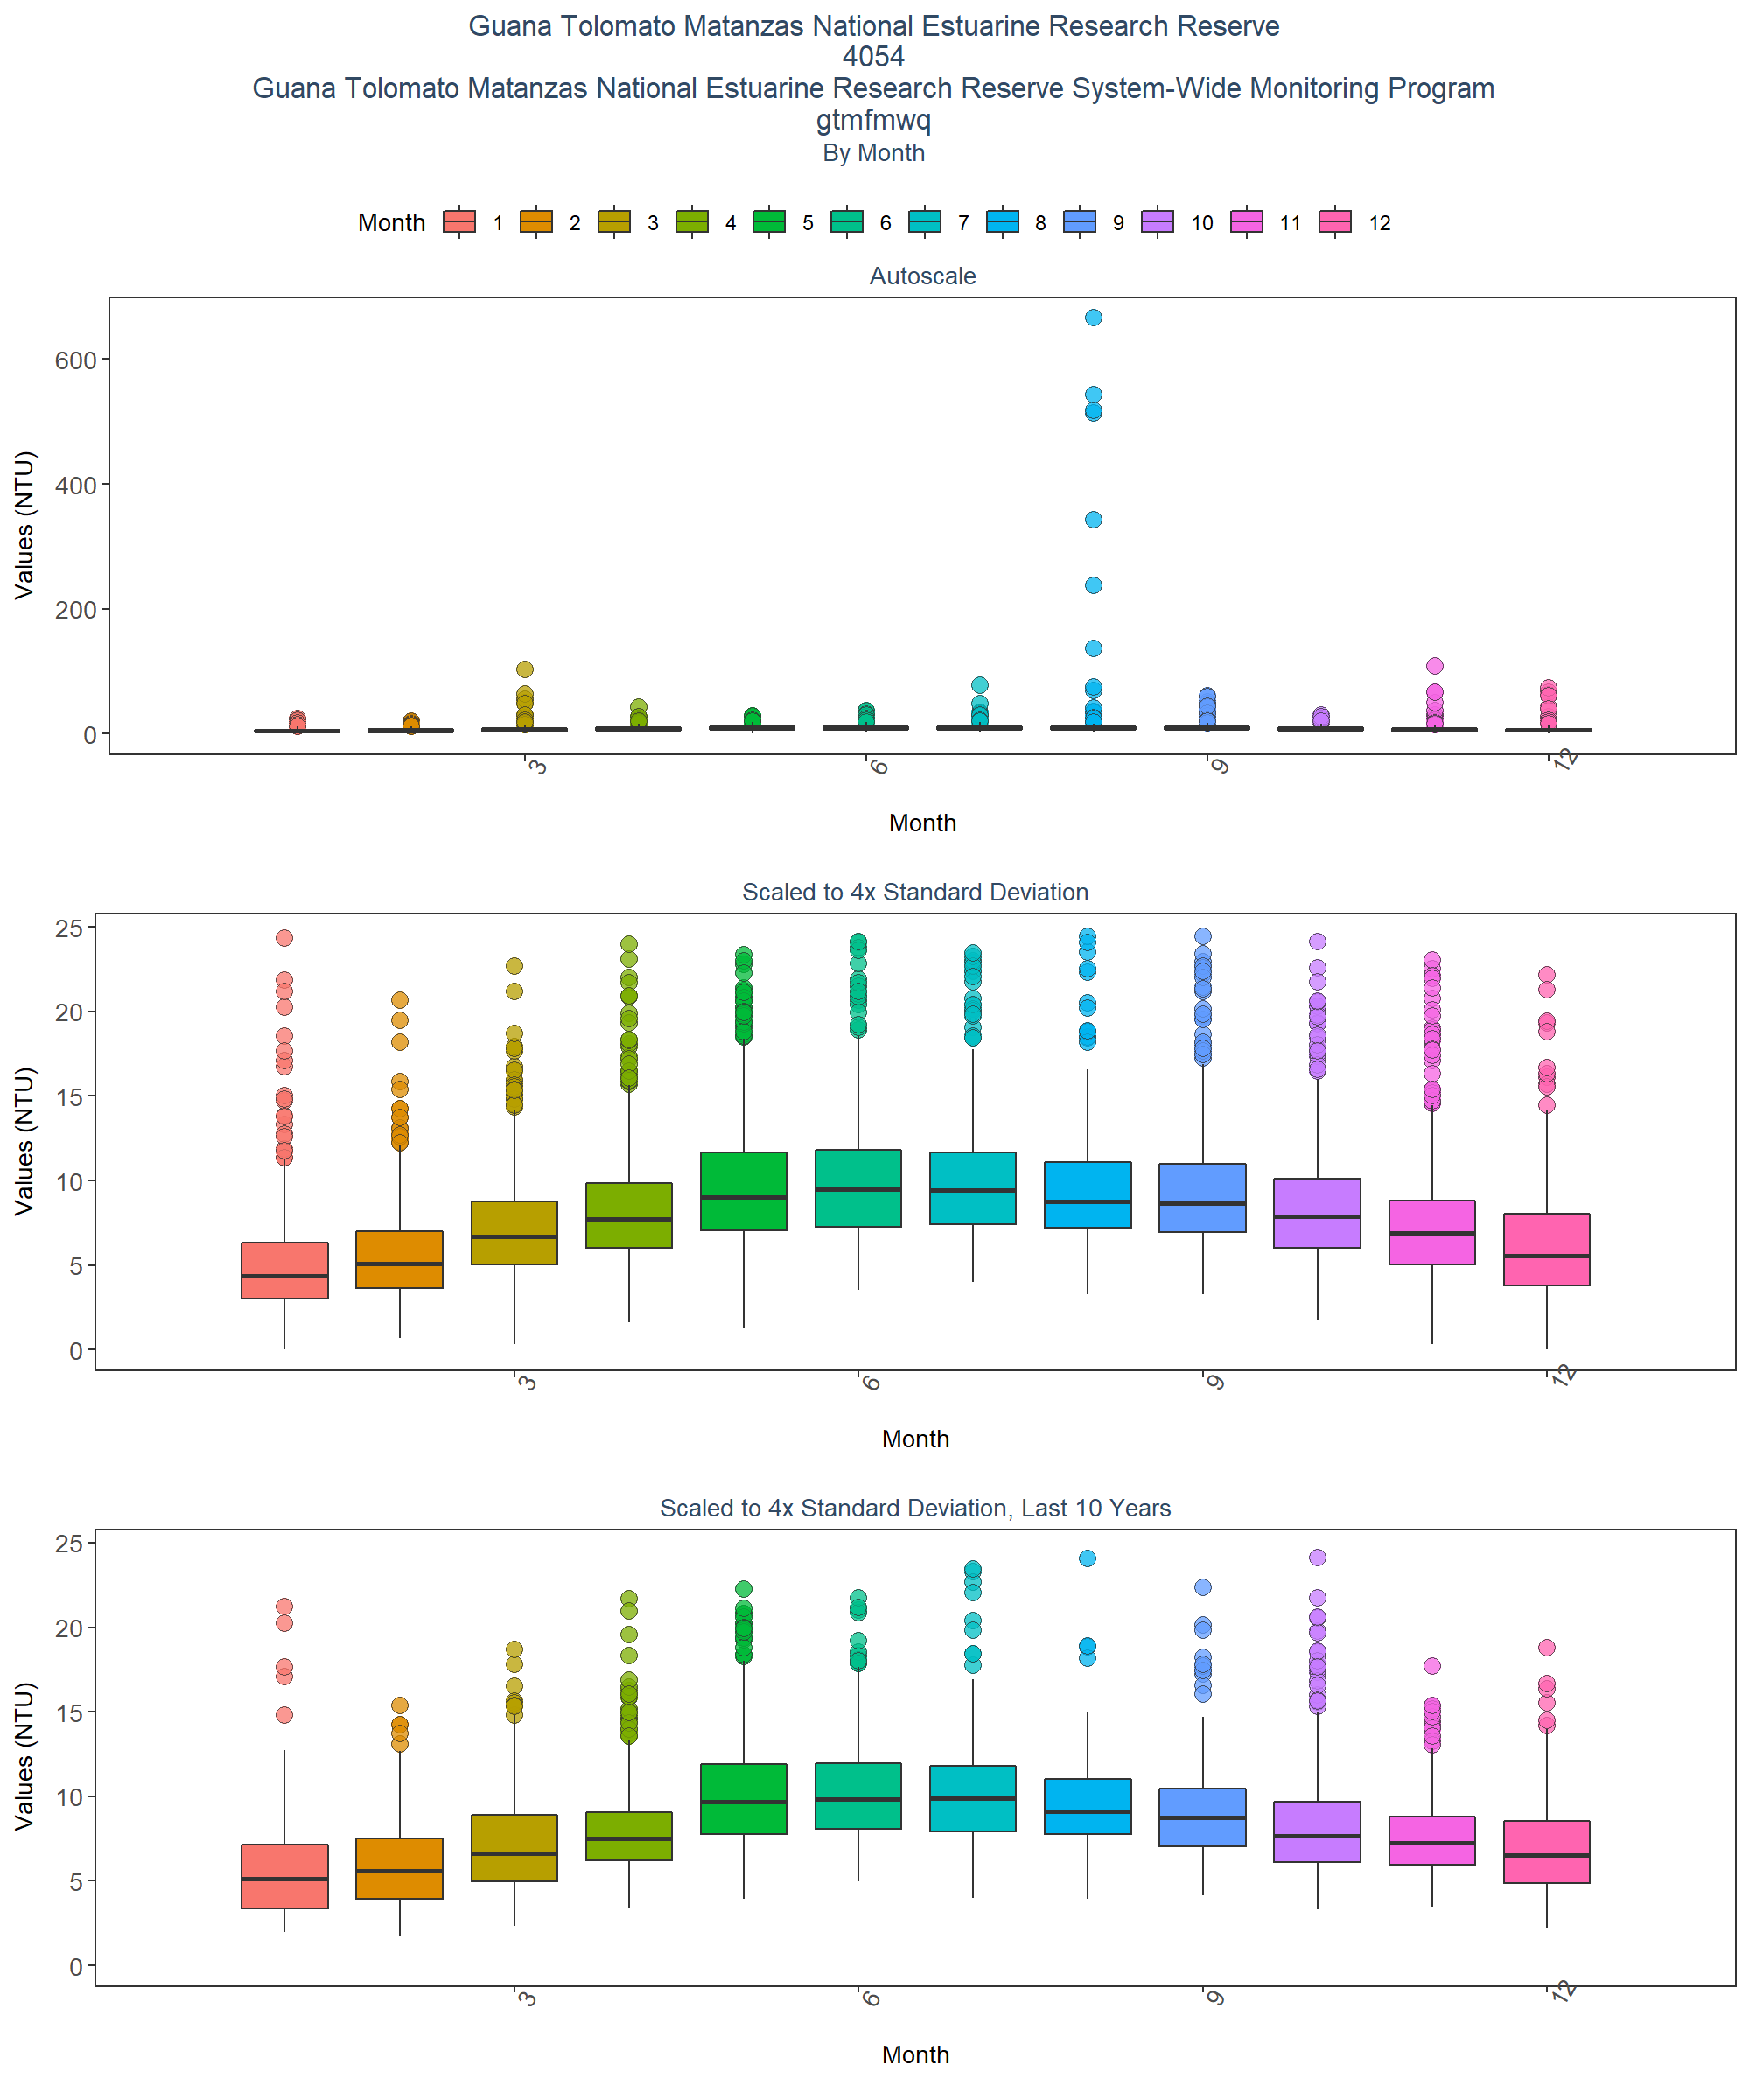 Guana Tolomato Matanzas National Estuarine Research Reserve
4054
Guana Tolomato Matanzas National Estuarine Research Reserve System-Wide Monitoring Program
gtmfmwq
By Month
Month 1 2 3 4 5 6 7 8 9 10 11 12
Autoscale
Values (NTU)
600
400
200
0
3 6 9 12
Month
Scaled to 4x Standard Deviation
Values (NTU)
25
20
15
10
5
0
3 6 9 12
Month
Scaled to 4x Standard Deviation, Last 10 Years
Values (NTU)
25
20
15
10
5
0
3 6 9 12
Month